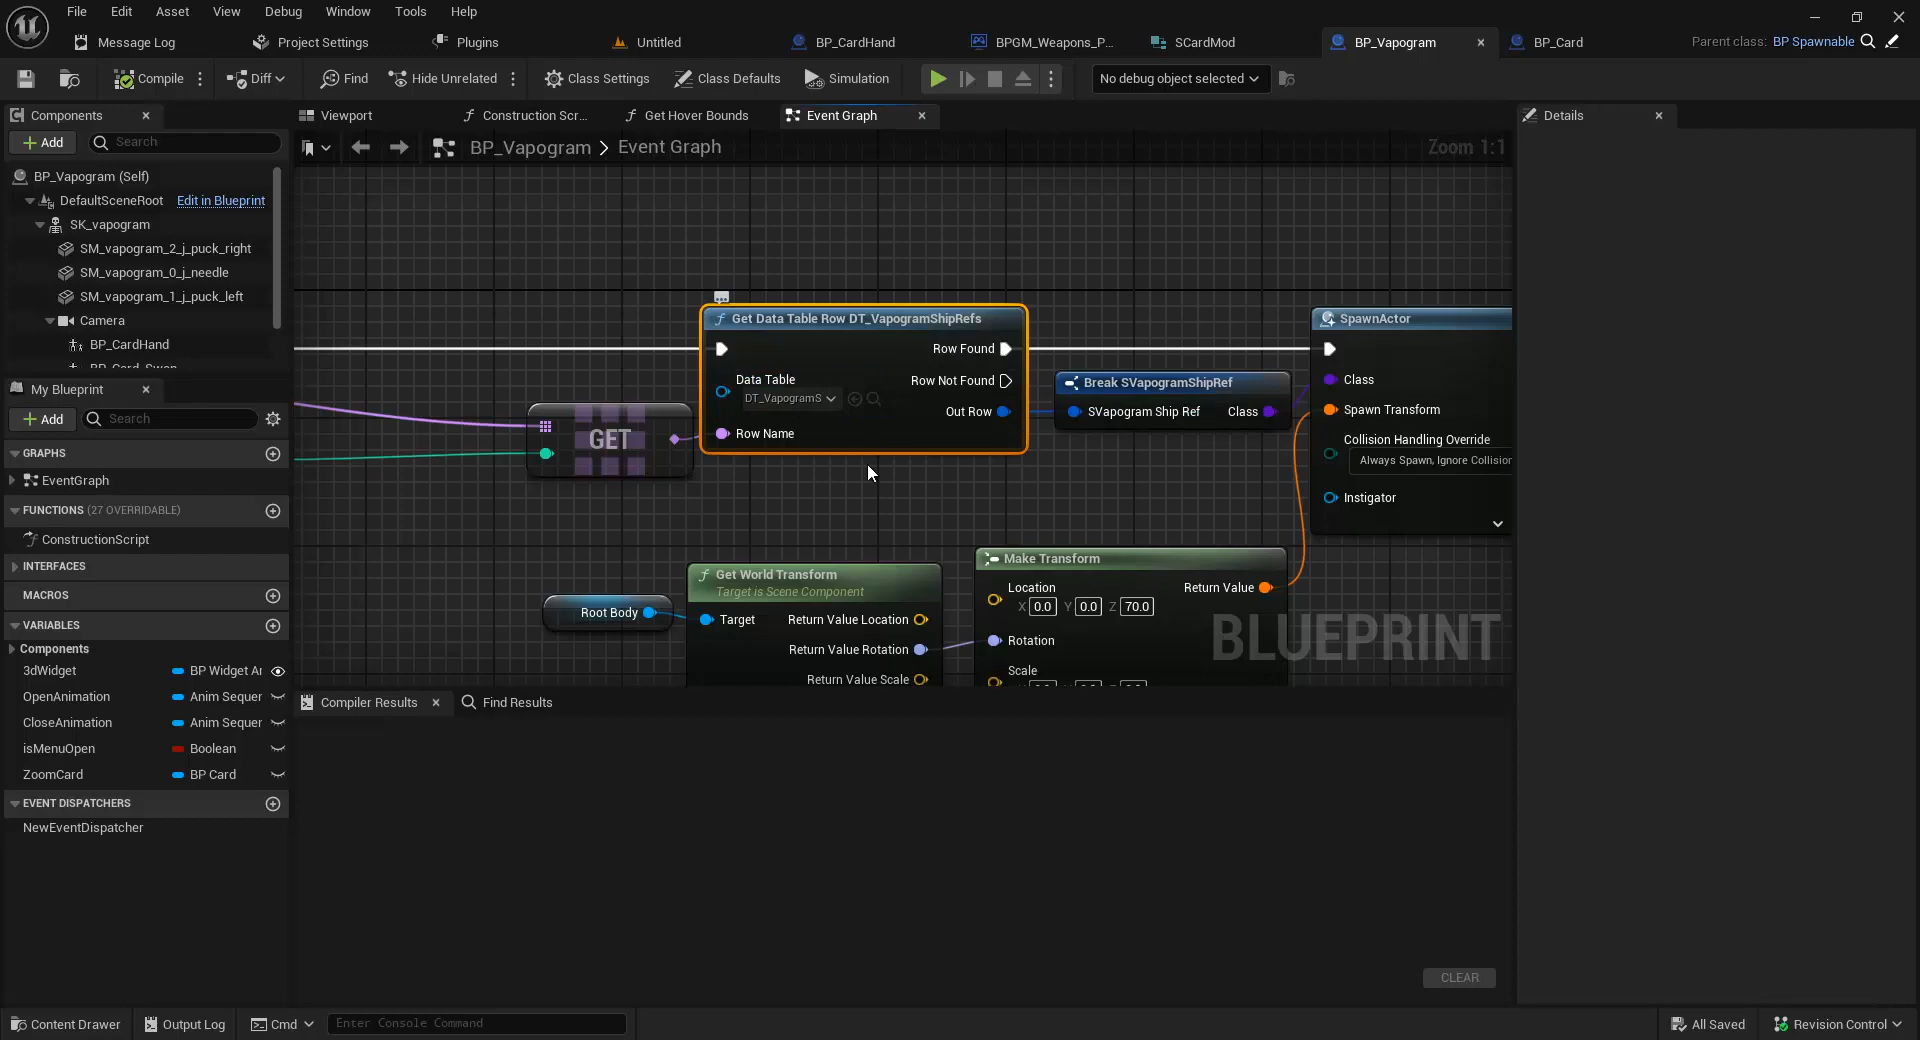 File Edit Asset View Debug Window Tools Help
Message Log Project Settings Plugins Untitled BP_CardHand BPGM_Weapons_P... SCardMod BP_Vapogram BP_Card Parent class: BP Spawnable
Compile Diff Find Hide Unrelated Class Settings Class Defaults Simulation No debug object selected
Components
Add Search
BP_Vapogram (Self)
DefaultSceneRoot Edit in Blueprint
SK_vapogram
SM_vapogram_2_j_puck_right
SM_vapogram_0_j_needle
SM_vapogram_1_j_puck_left
Camera
BP_CardHand
BP_Card_Swap
My Blueprint
Add Search
GRAPHS
EventGraph
FUNCTIONS (27 OVERRIDABLE)
ConstructionScript
INTERFACES
MACROS
VARIABLES
Components
3dWidget BP Widget Ar
OpenAnimation Anim Sequer
CloseAnimation Anim Sequer
isMenuOpen Boolean
ZoomCard BP Card
EVENT DISPATCHERS
NewEventDispatcher
Viewport Construction Scr... Get Hover Bounds Event Graph
BP_Vapogram > Event Graph Zoom 1:1
Get Data Table Row DT_VapogramShipRefs
Row Found
Data Table
DT_VapogramS
Row Not Found
Out Row
Row Name
GET
Break SVapogramShipRef
SVapogram Ship Ref Class
SpawnActor
Class
Spawn Transform
Collision Handling Override
Always Spawn, Ignore Collision
Instigator
Root Body
Get World Transform
Target is Scene Component
Target Return Value Location
Return Value Rotation
Return Value Scale
Make Transform
Location Return Value
X 0.0 Y 0.0 Z 70.0
Rotation
Scale
BLUEPRINT
Compiler Results Find Results
CLEAR
Details
Content Drawer Output Log Cmd Enter Console Command All Saved Revision Control